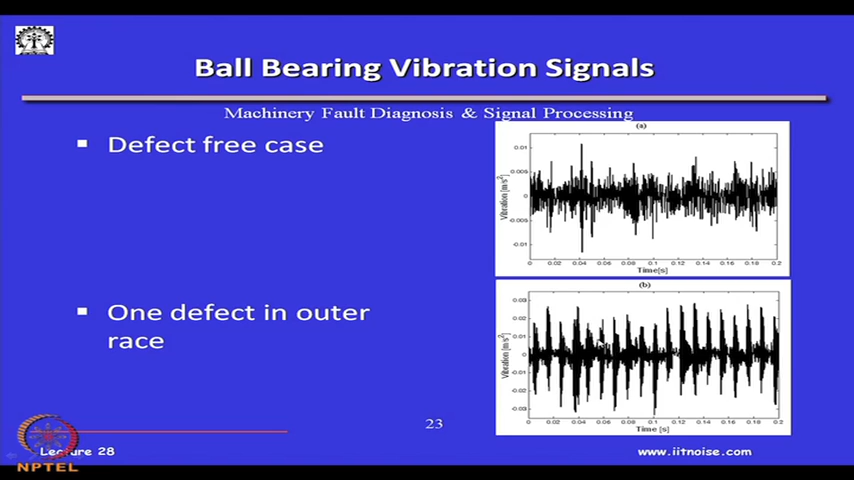 Ball Bearing Vibration Signals
Machinery Fault Diagnosis & Signal Processing
Defect free case
(a)
Vibration [m/s²]
0.01
0.005
0
-0.005
-0.01
0 0.02 0.04 0.06 0.08 0.1 0.12 0.14 0.16 0.18 0.2
Time[s]
One defect in outer
race
(b)
Vibration [m/s²]
0.03
0.02
0.01
0
-0.01
-0.02
-0.03
0 0.02 0.04 0.06 0.08 0.1 0.12 0.14 0.16 0.18 0.2
Time [s]
23
Lecture 28
www.iitnoise.com
NPTEL